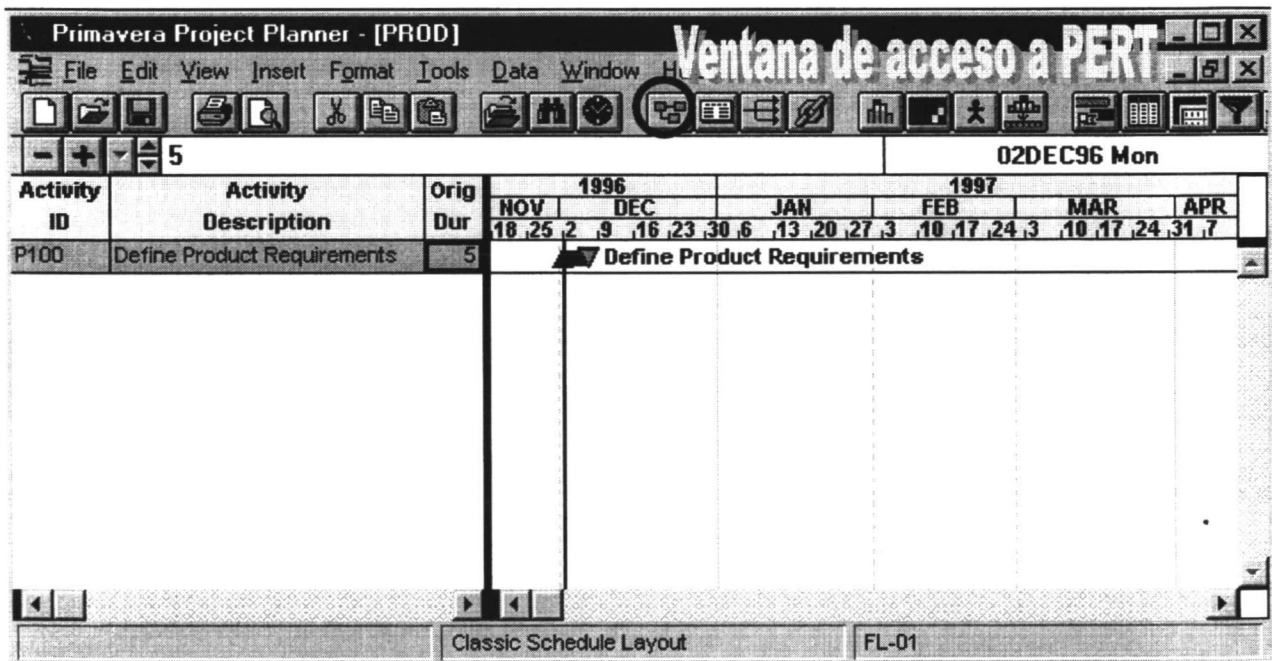 Primavera Project Planner - [PROD]
Ventana de acceso a PERT
File Edit View Insert Format Tools Data Window
5
02DEC96 Mon
Activity ID
Activity Description
Orig Dur
1996 1997
NOV DEC JAN FEB MAR APR
18 25 2 9 16 23 30 6 13 20 27 3 10 17 24 3 10 17 24 31 7
P100 Define Product Requirements 5 Define Product Requirements
Classic Schedule Layout FL-01